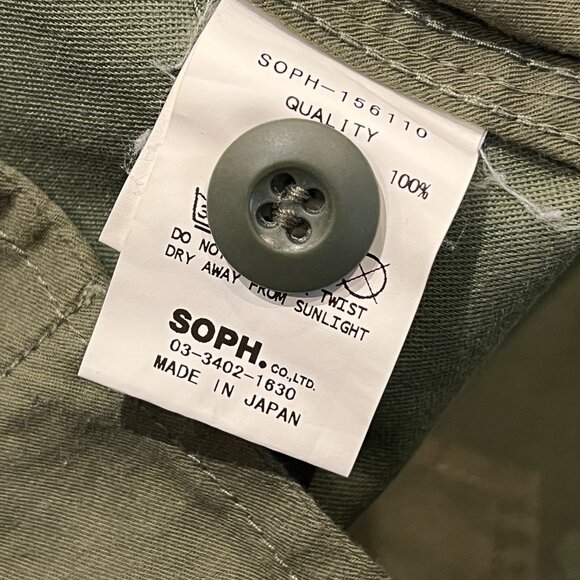 SOPH-156110
QUALITY
100%
DO NOT TWIST
DRY AWAY FROM SUNLIGHT
SOPH. CO.,LTD.
03-3402-1630
MADE IN JAPAN